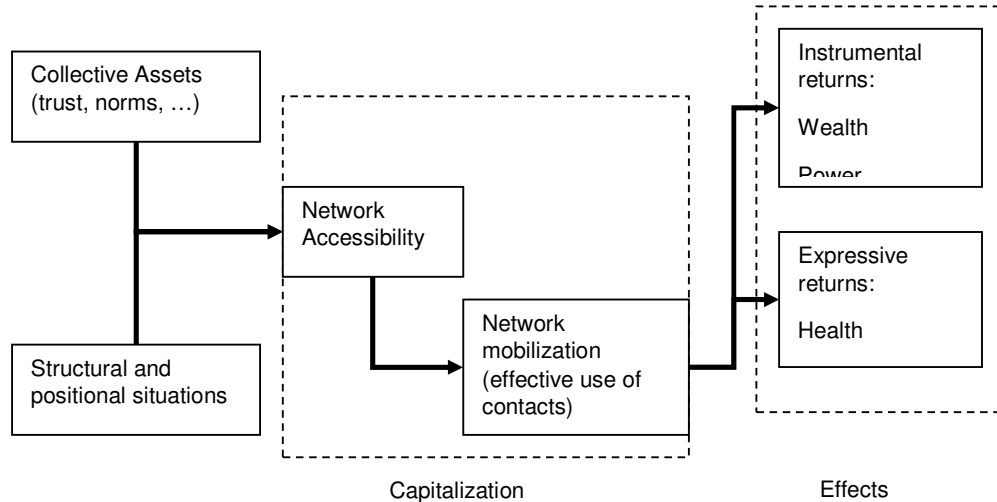 Collective Assets
(trust, norms, …)
Structural and
positional situations
Network
Accessibility
Network
mobilization
(effective use of
contacts)
Capitalization
Instrumental
returns:
Wealth
Power
Expressive
returns:
Health
Effects